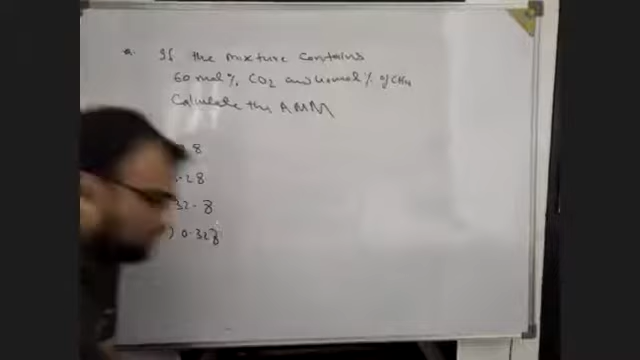 Q. If the mixture contains
60 mol% CO2 and 40 mol% of CH4
Calculate the AMM
8
.28
32.8
) 0.328